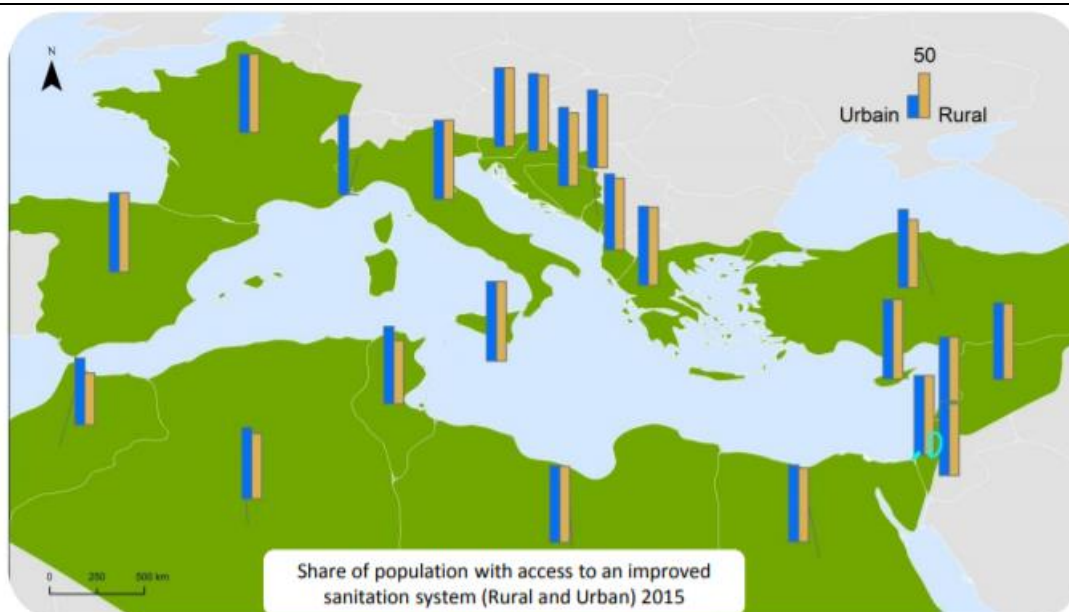 N
50
Urbain Rural
0 250 500 km
Share of population with access to an improved
sanitation system (Rural and Urban) 2015